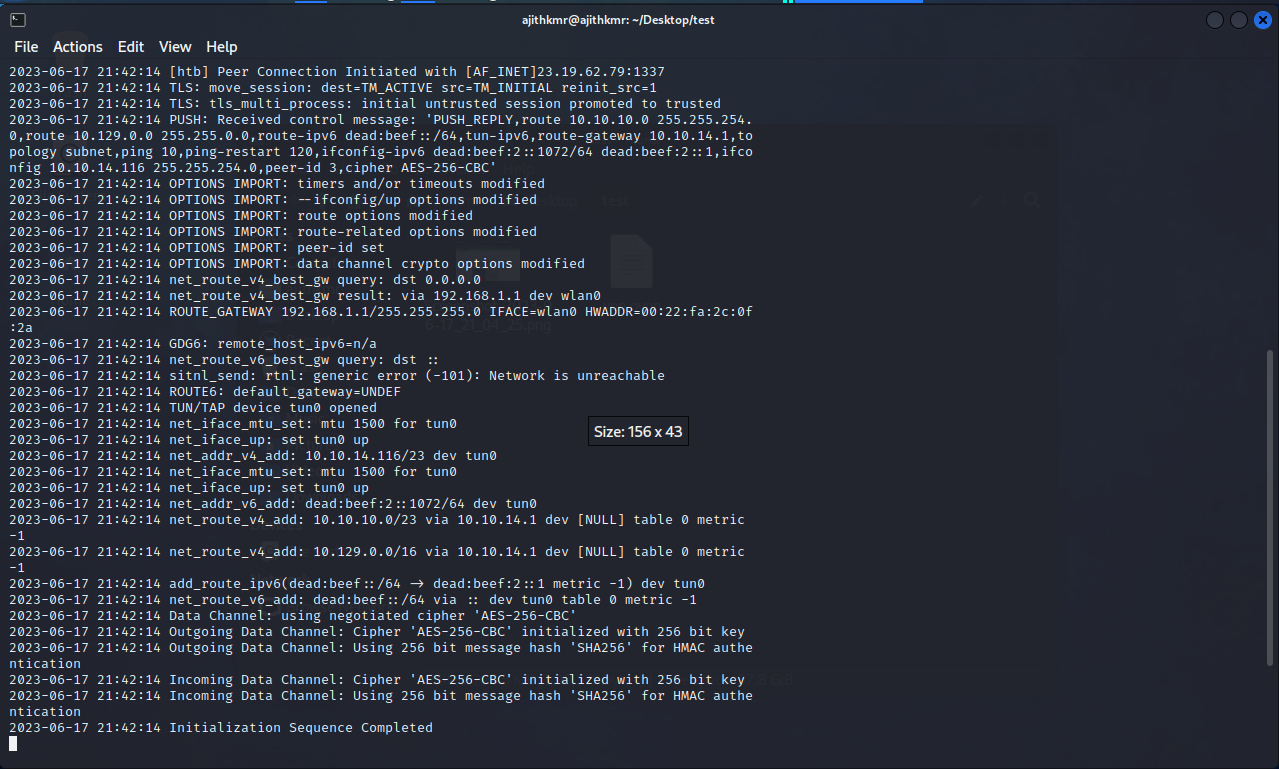 ajithkmr@ajithkmr: ~/Desktop/test
File Actions Edit View Help
2023-06-17 21:42:14 [htb] Peer Connection Initiated with [AF_INET]23.19.62.79:1337
2023-06-17 21:42:14 TLS: move_session: dest=TM_ACTIVE src=TM_INITIAL reinit_src=1
2023-06-17 21:42:14 TLS: tls_multi_process: initial untrusted session promoted to trusted
2023-06-17 21:42:14 PUSH: Received control message: 'PUSH_REPLY,route 10.10.10.0 255.255.254.
0,route 10.129.0.0 255.255.0.0,route-ipv6 dead:beef::/64,tun-ipv6,route-gateway 10.10.14.1,to
pology subnet,ping 10,ping-restart 120,ifconfig-ipv6 dead:beef:2::1072/64 dead:beef:2::1,ifco
nfig 10.10.14.116 255.255.254.0,peer-id 3,cipher AES-256-CBC'
2023-06-17 21:42:14 OPTIONS IMPORT: timers and/or timeouts modified
2023-06-17 21:42:14 OPTIONS IMPORT: --ifconfig/up options modified
2023-06-17 21:42:14 OPTIONS IMPORT: route options modified
2023-06-17 21:42:14 OPTIONS IMPORT: route-related options modified
2023-06-17 21:42:14 OPTIONS IMPORT: peer-id set
2023-06-17 21:42:14 OPTIONS IMPORT: data channel crypto options modified
2023-06-17 21:42:14 net_route_v4_best_gw query: dst 0.0.0.0
2023-06-17 21:42:14 net_route_v4_best_gw result: via 192.168.1.1 dev wlan0
2023-06-17 21:42:14 ROUTE_GATEWAY 192.168.1.1/255.255.255.0 IFACE=wlan0 HWADDR=00:22:fa:2c:0f
:2a
2023-06-17 21:42:14 GDG6: remote_host_ipv6=n/a
2023-06-17 21:42:14 net_route_v6_best_gw query: dst ::
2023-06-17 21:42:14 sitnl_send: rtnl: generic error (-101): Network is unreachable
2023-06-17 21:42:14 ROUTE6: default_gateway=UNDEF
2023-06-17 21:42:14 TUN/TAP device tun0 opened
2023-06-17 21:42:14 net_iface_mtu_set: mtu 1500 for tun0
Size: 156 x 43
2023-06-17 21:42:14 net_iface_up: set tun0 up
2023-06-17 21:42:14 net_addr_v4_add: 10.10.14.116/23 dev tun0
2023-06-17 21:42:14 net_iface_mtu_set: mtu 1500 for tun0
2023-06-17 21:42:14 net_iface_up: set tun0 up
2023-06-17 21:42:14 net_addr_v6_add: dead:beef:2::1072/64 dev tun0
2023-06-17 21:42:14 net_route_v4_add: 10.10.10.0/23 via 10.10.14.1 dev [NULL] table 0 metric
-1
2023-06-17 21:42:14 net_route_v4_add: 10.129.0.0/16 via 10.10.14.1 dev [NULL] table 0 metric
-1
2023-06-17 21:42:14 add_route_ipv6(dead:beef::/64 -> dead:beef:2::1 metric -1) dev tun0
2023-06-17 21:42:14 net_route_v6_add: dead:beef::/64 via :: dev tun0 table 0 metric -1
2023-06-17 21:42:14 Data Channel: using negotiated cipher 'AES-256-CBC'
2023-06-17 21:42:14 Outgoing Data Channel: Cipher 'AES-256-CBC' initialized with 256 bit key
2023-06-17 21:42:14 Outgoing Data Channel: Using 256 bit message hash 'SHA256' for HMAC authe
ntication
2023-06-17 21:42:14 Incoming Data Channel: Cipher 'AES-256-CBC' initialized with 256 bit key
2023-06-17 21:42:14 Incoming Data Channel: Using 256 bit message hash 'SHA256' for HMAC authe
ntication
2023-06-17 21:42:14 Initialization Sequence Completed